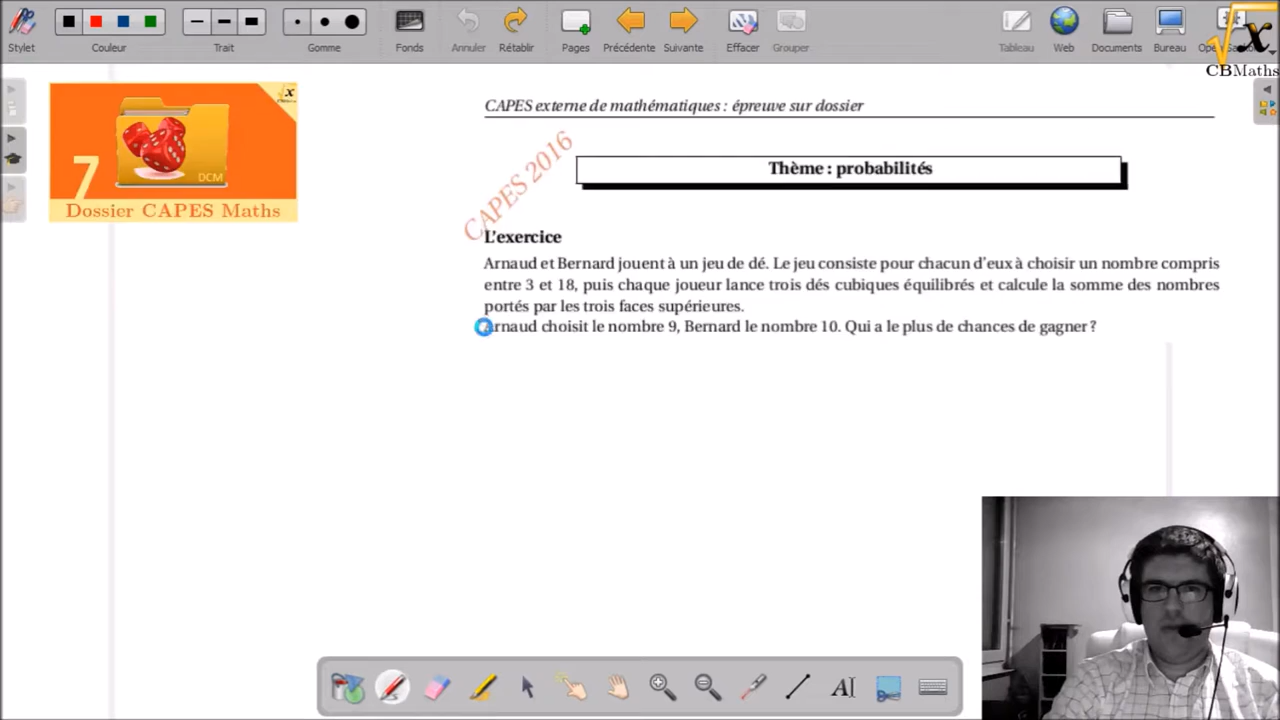 Stylet
Couleur
Trait
Gomme
Fonds
Annuler
Rétablir
Pages
Précédente
Suivante
Effacer
Grouper
Tableau
Web
Documents
Bureau
√x
CBMaths
7
DCM
Dossier CAPES Maths
CAPES externe de mathématiques : épreuve sur dossier
CAPES 2016
Thème : probabilités
L'exercice
Arnaud et Bernard jouent à un jeu de dé. Le jeu consiste pour chacun d'eux à choisir un nombre compris
entre 3 et 18, puis chaque joueur lance trois dés cubiques équilibrés et calcule la somme des nombres
portés par les trois faces supérieures.
Arnaud choisit le nombre 9, Bernard le nombre 10. Qui a le plus de chances de gagner ?
AI